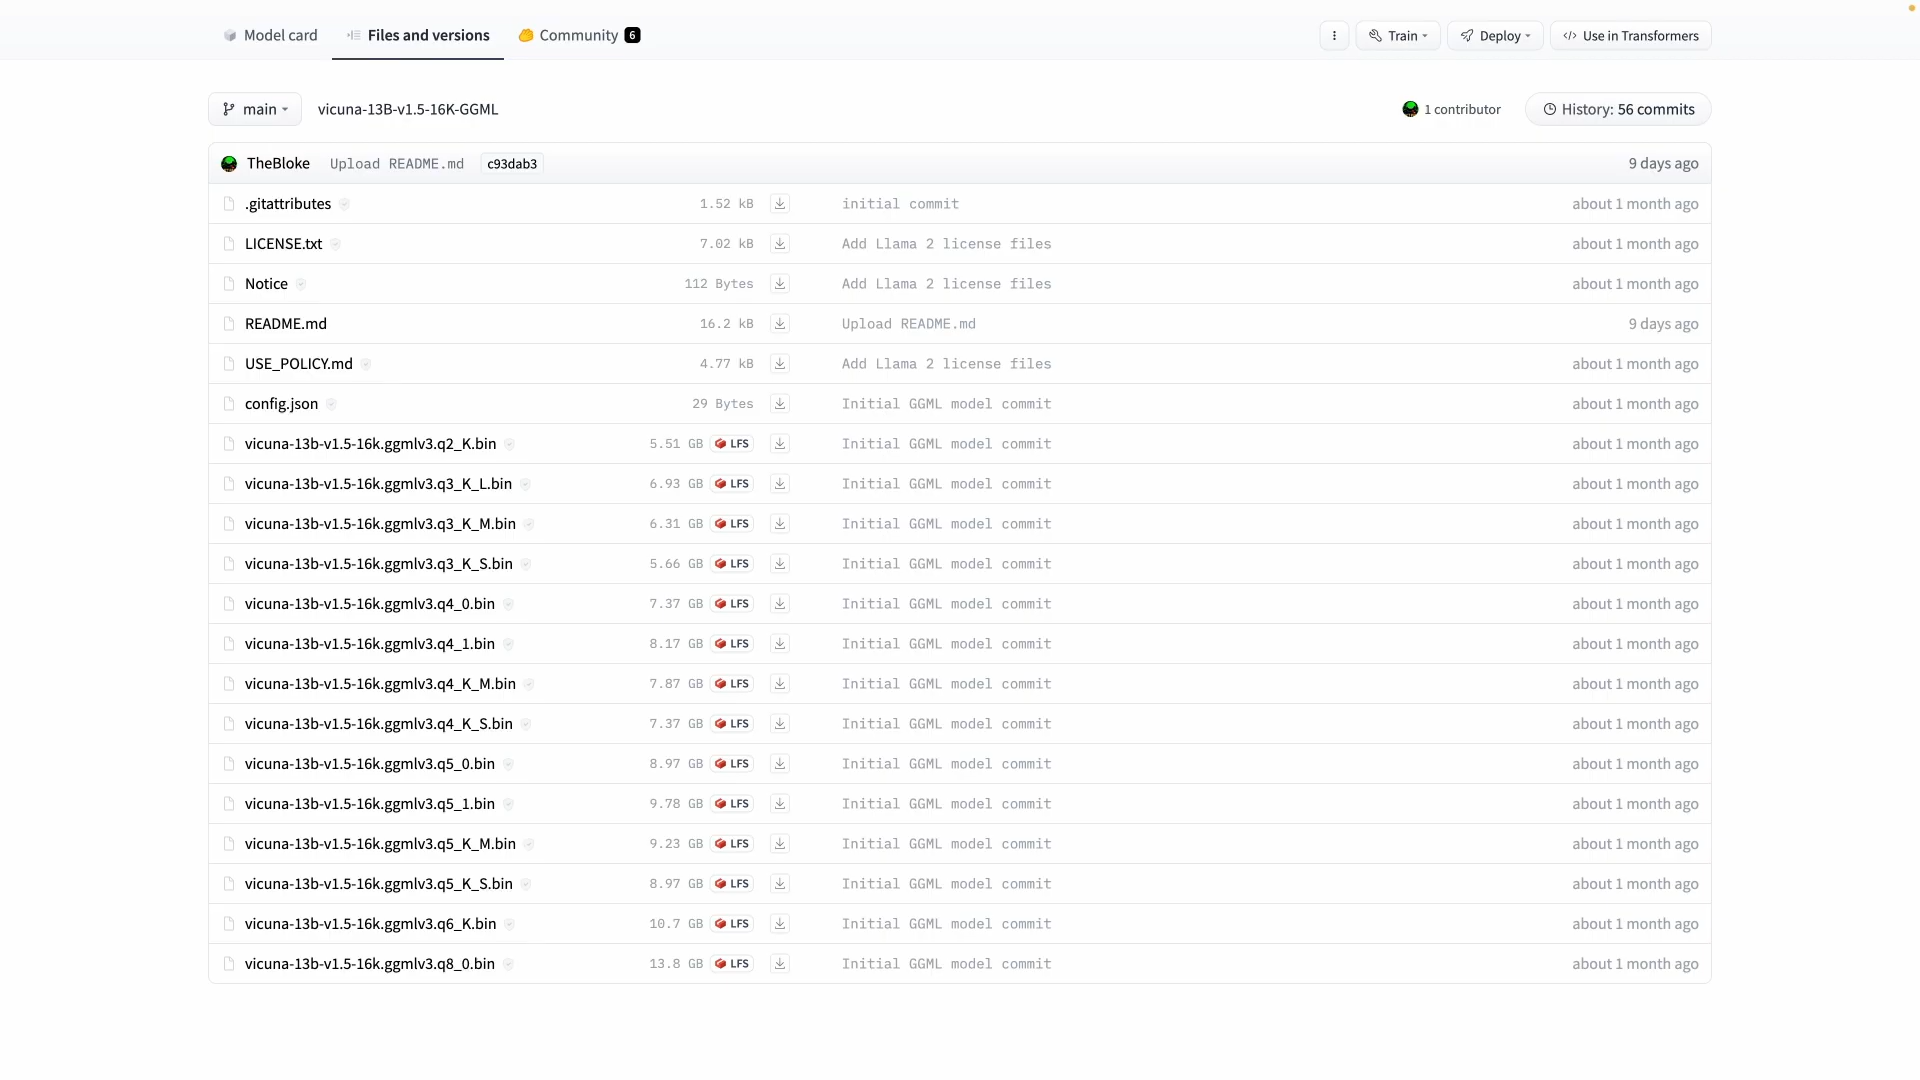 Model card Files and versions Community 6 Train Deploy Use in Transformers
main vicuna-13B-v1.5-16K-GGML 1 contributor History: 56 commits
TheBloke Upload README.md c93dab3 9 days ago
.gitattributes 1.52 kB initial commit about 1 month ago
LICENSE.txt 7.02 kB Add Llama 2 license files about 1 month ago
Notice 112 Bytes Add Llama 2 license files about 1 month ago
README.md 16.2 kB Upload README.md 9 days ago
USE_POLICY.md 4.77 kB Add Llama 2 license files about 1 month ago
config.json 29 Bytes Initial GGML model commit about 1 month ago
vicuna-13b-v1.5-16k.ggmlv3.q2_K.bin 5.51 GB LFS Initial GGML model commit about 1 month ago
vicuna-13b-v1.5-16k.ggmlv3.q3_K_L.bin 6.93 GB LFS Initial GGML model commit about 1 month ago
vicuna-13b-v1.5-16k.ggmlv3.q3_K_M.bin 6.31 GB LFS Initial GGML model commit about 1 month ago
vicuna-13b-v1.5-16k.ggmlv3.q3_K_S.bin 5.66 GB LFS Initial GGML model commit about 1 month ago
vicuna-13b-v1.5-16k.ggmlv3.q4_0.bin 7.37 GB LFS Initial GGML model commit about 1 month ago
vicuna-13b-v1.5-16k.ggmlv3.q4_1.bin 8.17 GB LFS Initial GGML model commit about 1 month ago
vicuna-13b-v1.5-16k.ggmlv3.q4_K_M.bin 7.87 GB LFS Initial GGML model commit about 1 month ago
vicuna-13b-v1.5-16k.ggmlv3.q4_K_S.bin 7.37 GB LFS Initial GGML model commit about 1 month ago
vicuna-13b-v1.5-16k.ggmlv3.q5_0.bin 8.97 GB LFS Initial GGML model commit about 1 month ago
vicuna-13b-v1.5-16k.ggmlv3.q5_1.bin 9.78 GB LFS Initial GGML model commit about 1 month ago
vicuna-13b-v1.5-16k.ggmlv3.q5_K_M.bin 9.23 GB LFS Initial GGML model commit about 1 month ago
vicuna-13b-v1.5-16k.ggmlv3.q5_K_S.bin 8.97 GB LFS Initial GGML model commit about 1 month ago
vicuna-13b-v1.5-16k.ggmlv3.q6_K.bin 10.7 GB LFS Initial GGML model commit about 1 month ago
vicuna-13b-v1.5-16k.ggmlv3.q8_0.bin 13.8 GB LFS Initial GGML model commit about 1 month ago